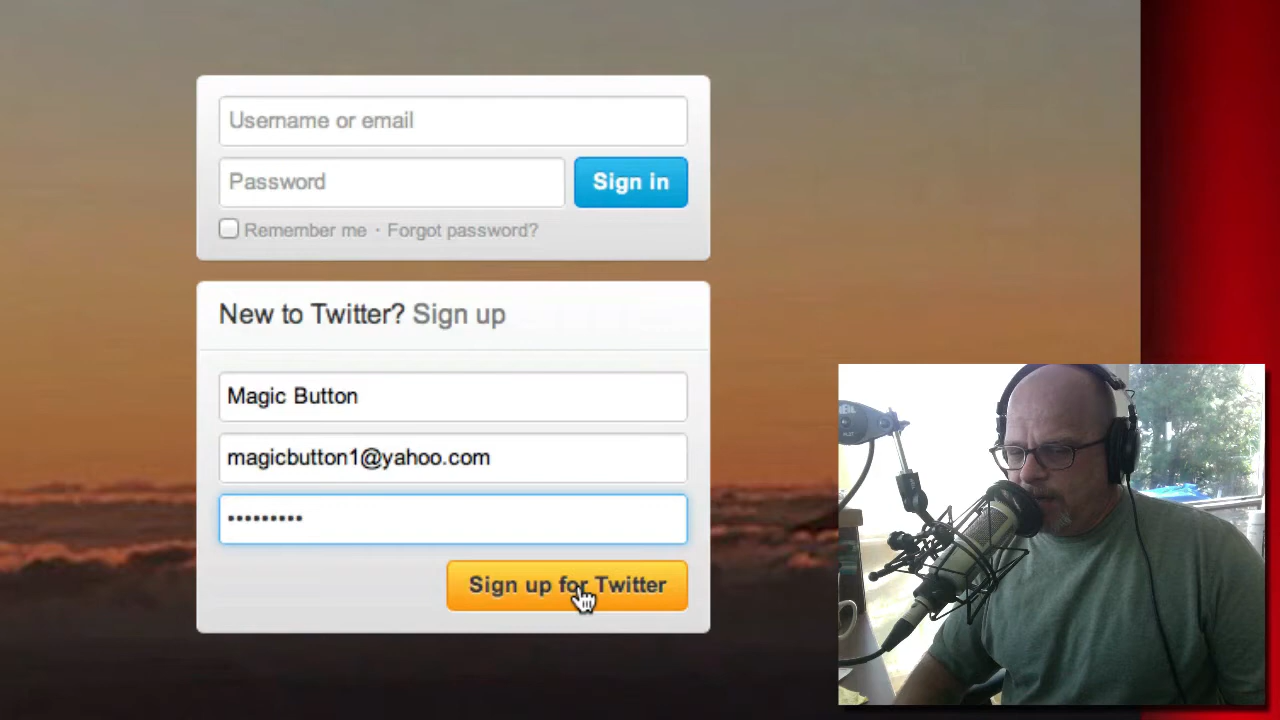 Username or email
Password
Sign in
Remember me · Forgot password?
New to Twitter? Sign up
Magic Button
magicbutton1@yahoo.com
•••••••••
Sign up for Twitter